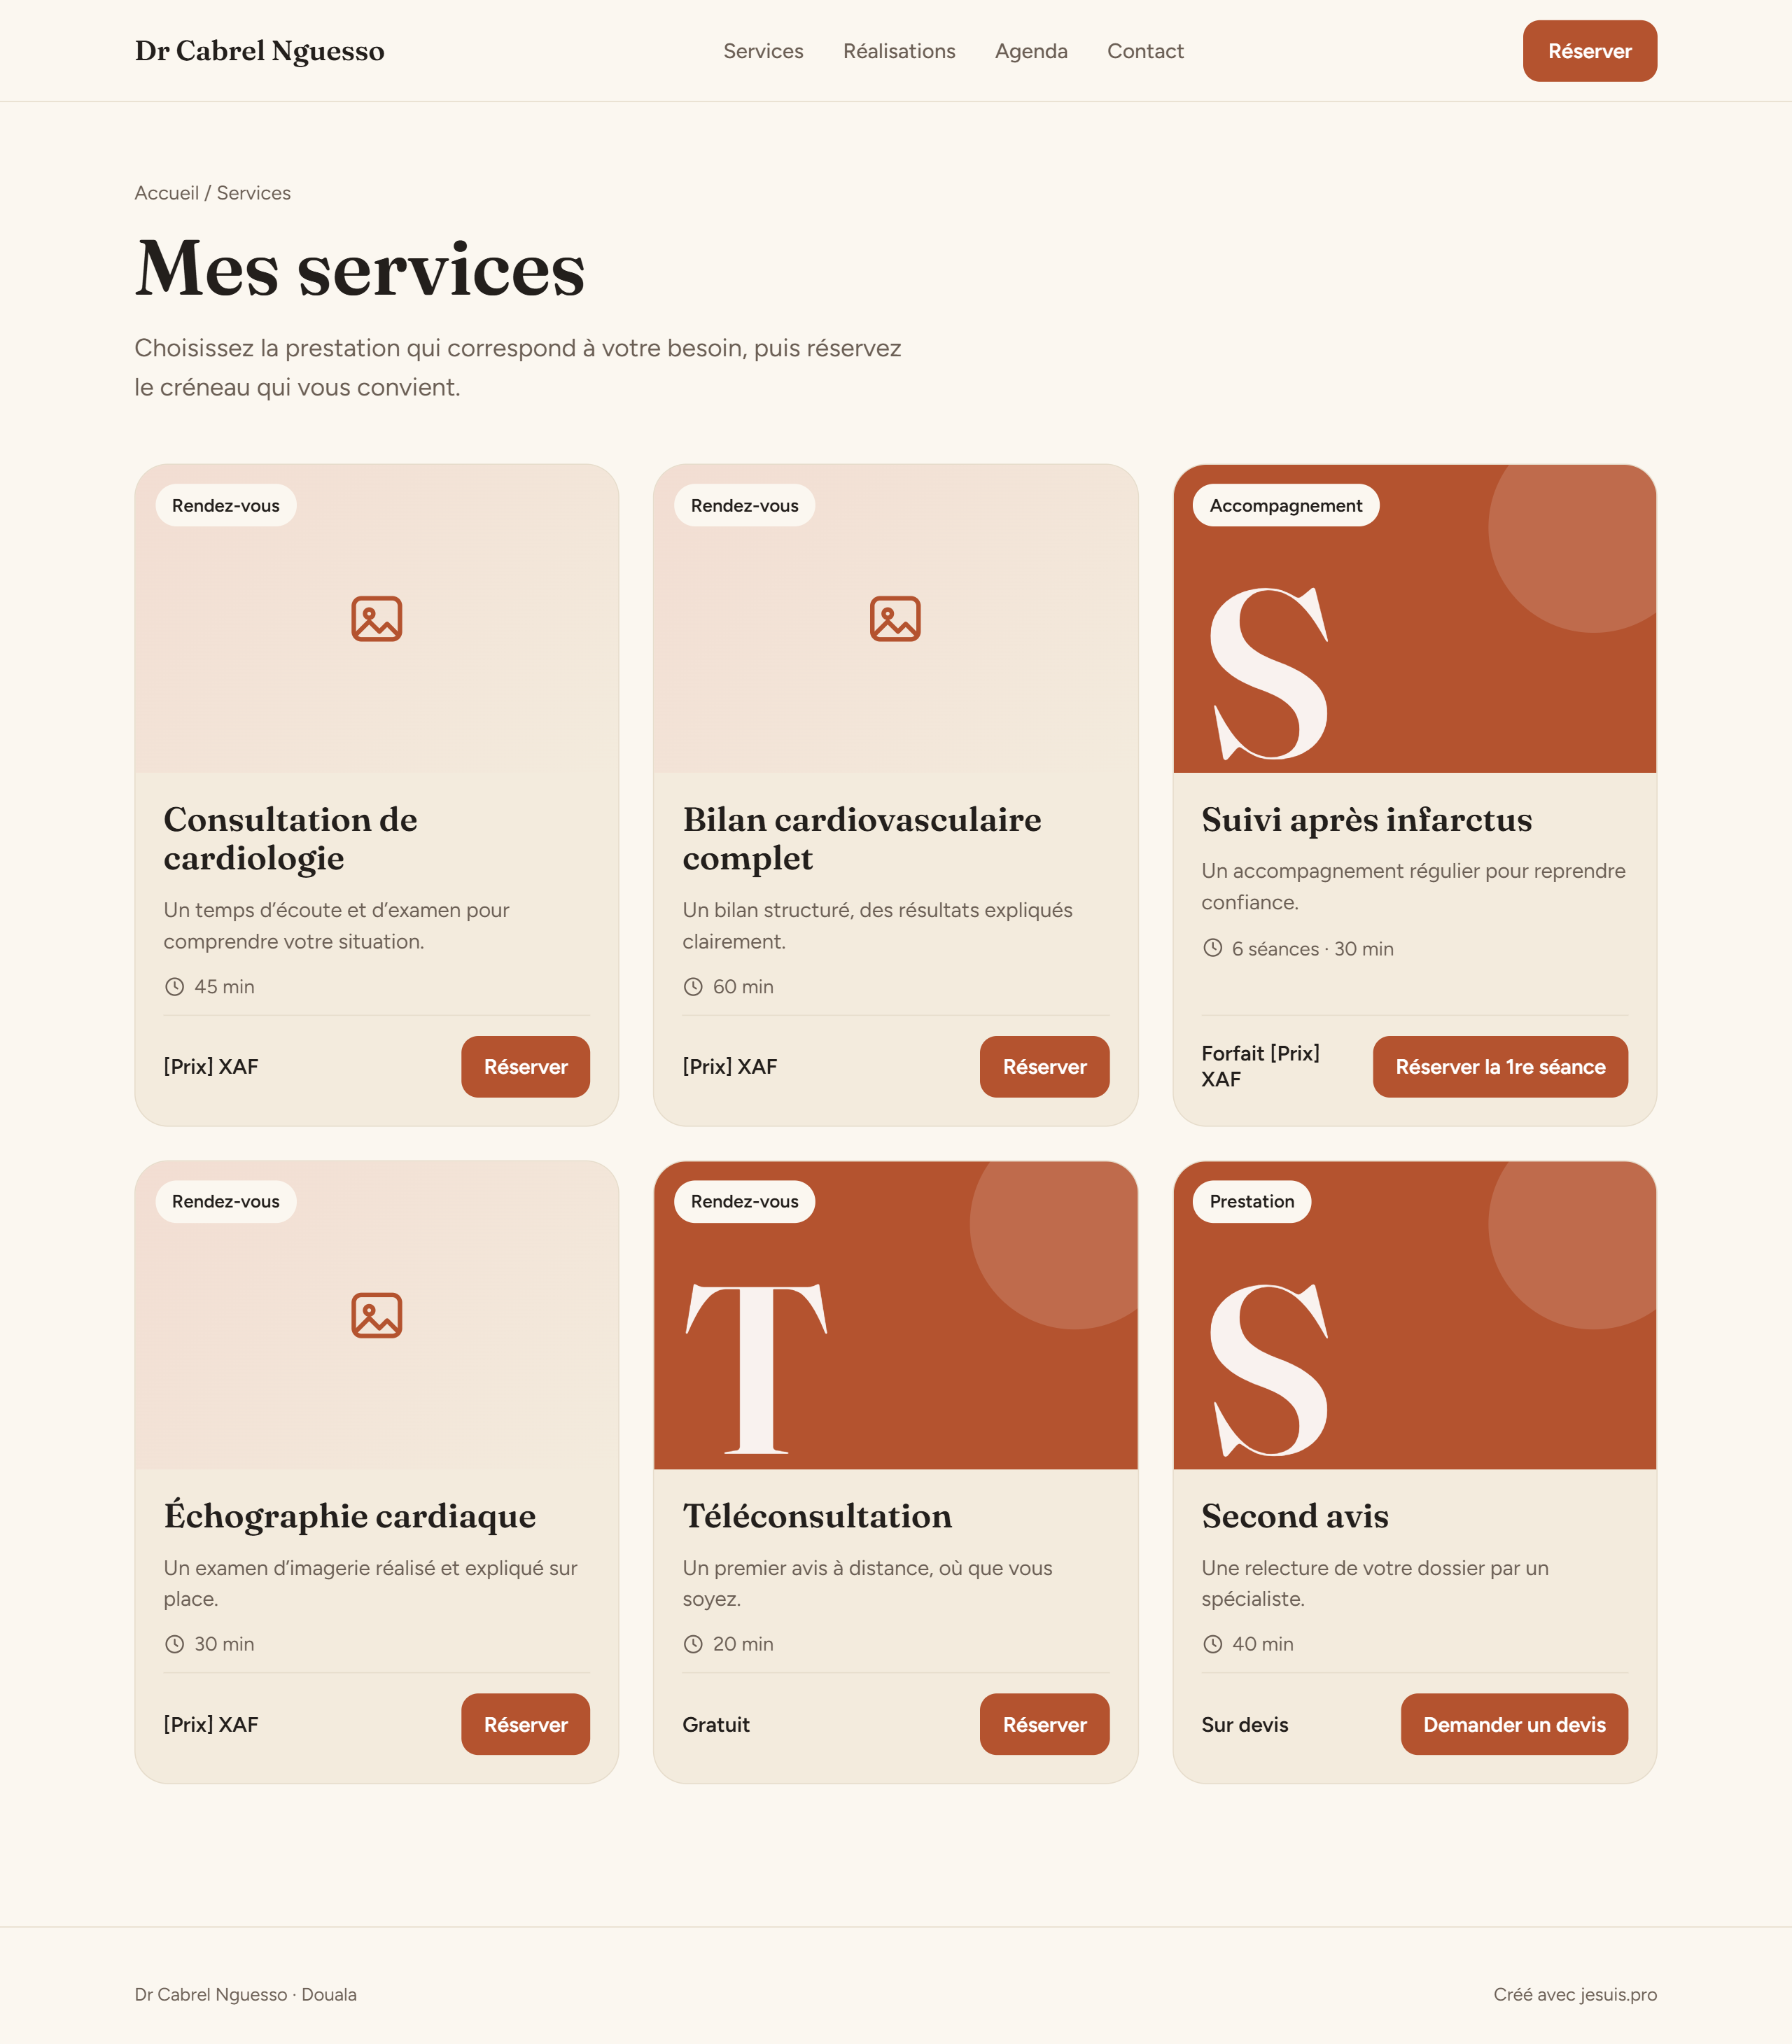 Dr Cabrel Nguesso
Services
Réalisations
Agenda
Contact
Réserver
Accueil / Services
Mes services
Choisissez la prestation qui correspond à votre besoin, puis réservez
le créneau qui vous convient.
Rendez-vous
Consultation de
cardiologie
Un temps d’écoute et d’examen pour
comprendre votre situation.
45 min
[Prix] XAF
Réserver
Rendez-vous
Bilan cardiovasculaire
complet
Un bilan structuré, des résultats expliqués
clairement.
60 min
[Prix] XAF
Réserver
Accompagnement
S
Suivi après infarctus
Un accompagnement régulier pour reprendre
confiance.
6 séances · 30 min
Forfait [Prix]
XAF
Réserver la 1re séance
Rendez-vous
Échographie cardiaque
Un examen d’imagerie réalisé et expliqué sur
place.
30 min
[Prix] XAF
Réserver
Rendez-vous
T
Téléconsultation
Un premier avis à distance, où que vous
soyez.
20 min
Gratuit
Réserver
Prestation
S
Second avis
Une relecture de votre dossier par un
spécialiste.
40 min
Sur devis
Demander un devis
Dr Cabrel Nguesso · Douala
Créé avec jesuis.pro